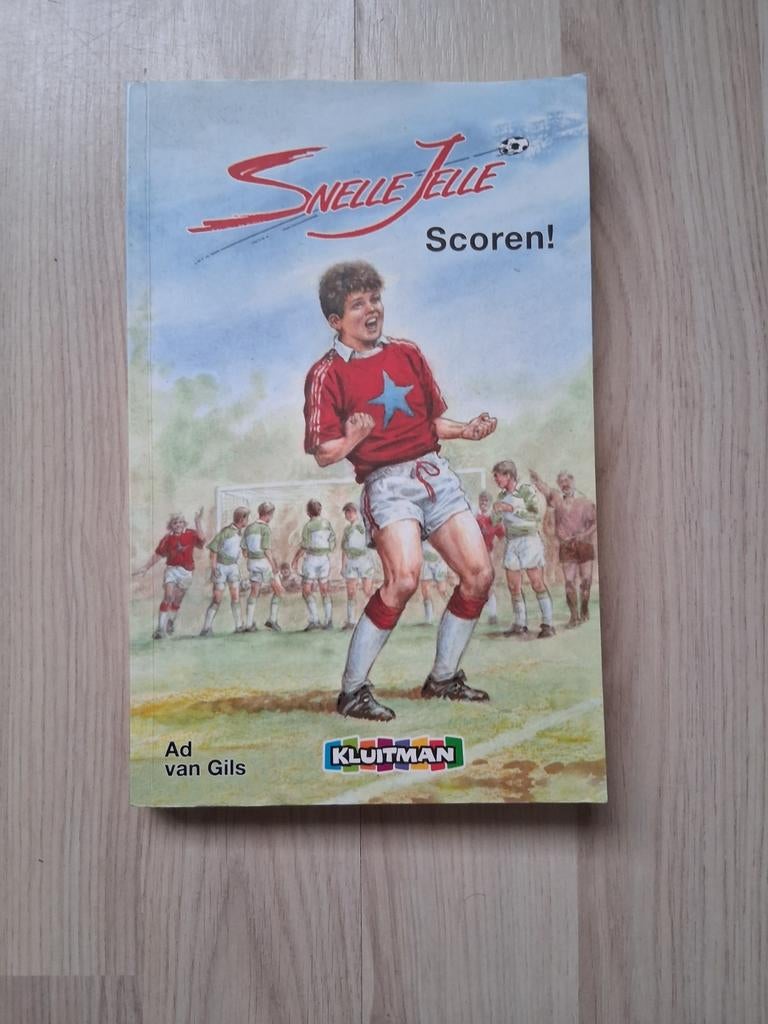 SNELLE JELLE
Scoren!
Ad
van Gils
KLUITMAN